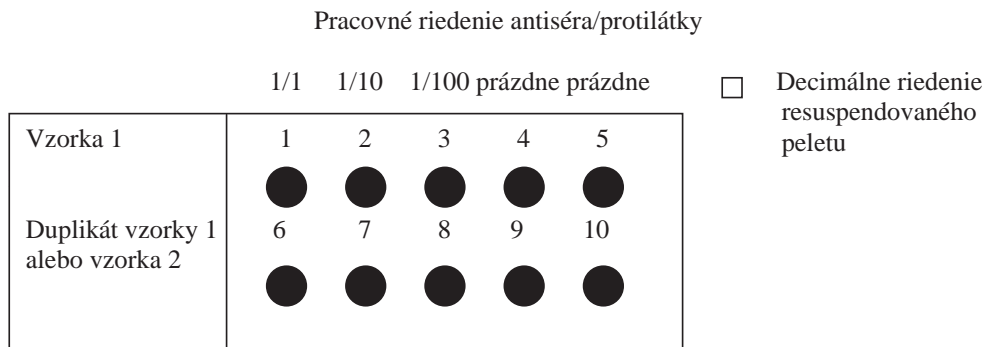 Pracovné riedenie antiséra/protilátky
1/1 1/10 1/100 prázdne prázdne
Decimálne riedenie
resuspendovaného
peletu
Vzorka 1 1 2 3 4 5
Duplikát vzorky 1 6 7 8 9 10
alebo vzorka 2